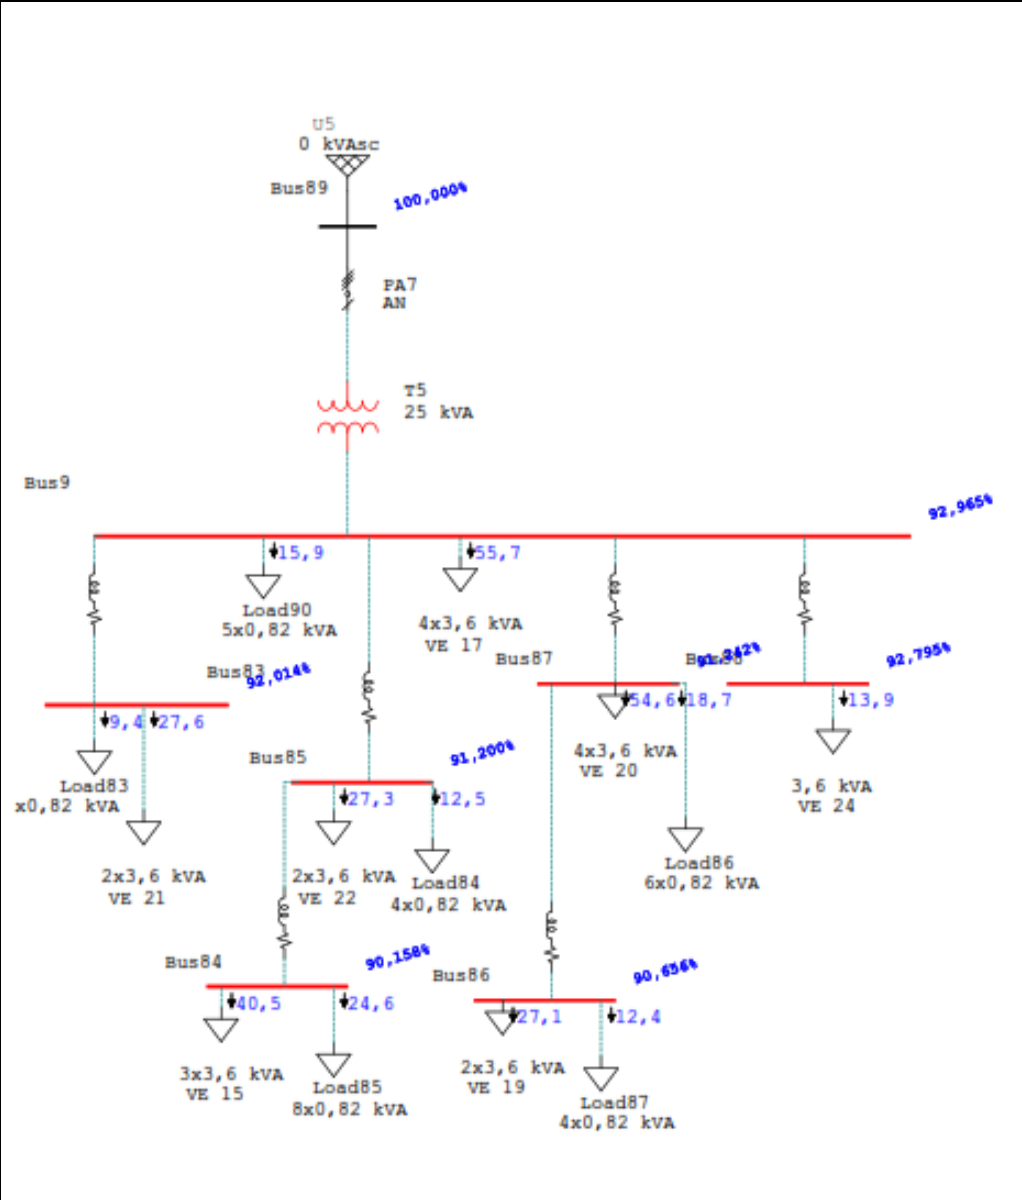 U5
0 kVAsc
Bus89
100,000%
PA7
AN
T5
25 kVA
Bus9
92,965%
15,9
55,7
Load90
5x0,82 kVA
4x3,6 kVA
VE 17
Bus83
92,014%
Bus87
92,795%
9,4
27,6
54,6
18,7
13,9
Bus85
91,200%
4x3,6 kVA
VE 20
Load83
x0,82 kVA
27,3
12,5
3,6 kVA
VE 24
2x3,6 kVA
VE 21
2x3,6 kVA
VE 22
Load84
4x0,82 kVA
Load86
6x0,82 kVA
Bus84
90,158%
Bus86
90,656%
40,5
24,6
27,1
12,4
3x3,6 kVA
VE 15
Load85
8x0,82 kVA
2x3,6 kVA
VE 19
Load87
4x0,82 kVA